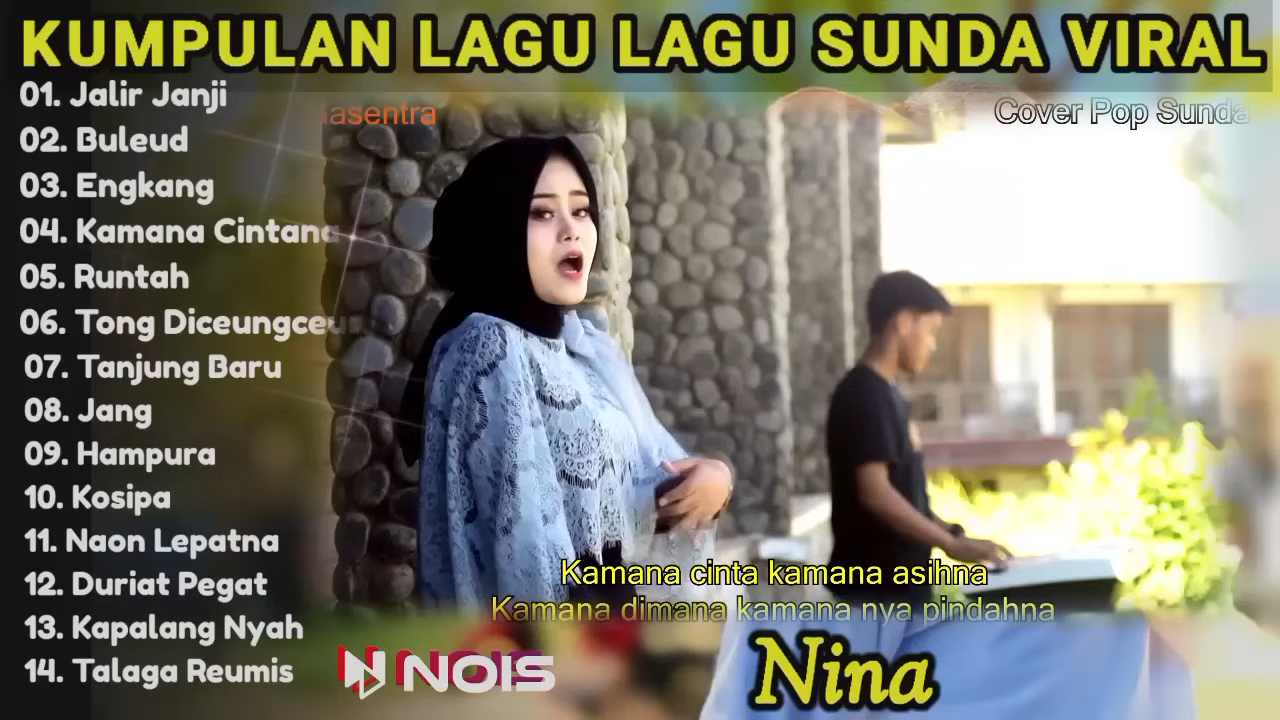 KUMPULAN LAGU LAGU SUNDA VIRAL
asentra
Cover Pop Sunda
01. Jalir Janji
02. Buleud
03. Engkang
04. Kamana Cintana
05. Runtah
06. Tong Diceungceu
07. Tanjung Baru
08. Jang
09. Hampura
10. Kosipa
11. Naon Lepatna
12. Duriat Pegat
13. Kapalang Nyah
14. Talaga Reumis
Kamana cinta kamana asihna
Kamana dimana kamana nya pindahna
NOIS
Nina